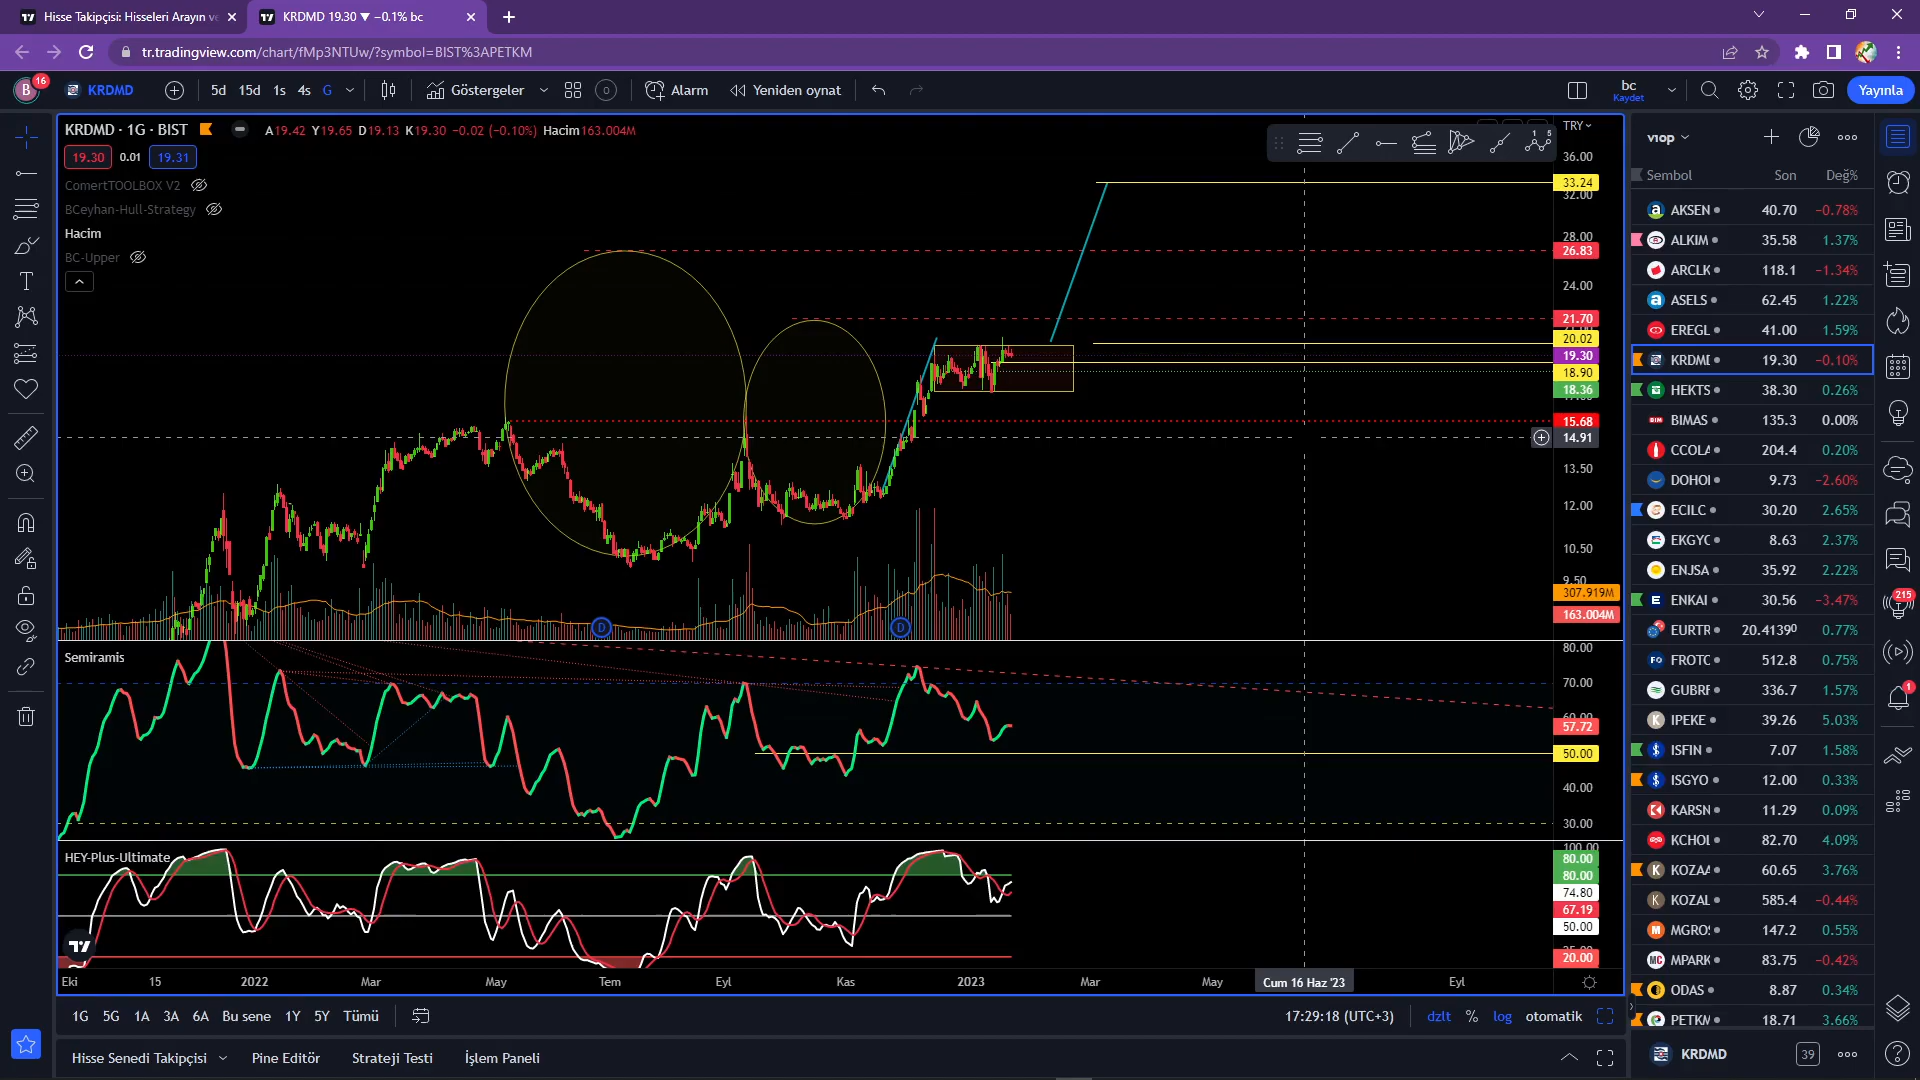 Hisse Takipçisi: Hisseleri Arayın ve
KRDMD 19.30 ▼ −0.1% bc
tr.tradingview.com/chart/fMp3NTUw/?symbol=BIST%3APETKM
B 16 KRDMD 5d 15d 1s 4s G Göstergeler Alarm Yeniden oynat bc Kaydet Yayınla
KRDMD · 1G · BIST A19.42 Y19.65 D19.13 K19.30 −0.02 (−0.10%) Hacim163.004M
19.30 0.01 19.31
ComertTOOLBOX V2
BCeyhan-Hull-Strategy
Hacim
BC-Upper
TRY
36.00
33.24
32.00
28.00
26.83
24.00
21.70
20.02
19.30
18.90
18.36
15.68
14.91
13.50
12.00
10.50
9.50
307.919M
163.004M
D D
Semiramis
80.00
70.00
60.00
57.72
50.00
40.00
30.00
HEY-Plus-Ultimate
100.00
80.00
80.00
74.80
67.19
50.00
20.00
Eki 15 2022 Mar May Tem Eyl Kas 2023 Mar May Cum 16 Haz '23 Eyl
1G 5G 1A 3A 6A Bu sene 1Y 5Y Tümü 17:29:18 (UTC+3) dzlt % log otomatik
Hisse Senedi Takipçisi Pine Editör Strateji Testi İşlem Paneli
VIOP
Sembol Son Değ%
AKSEN 40.70 −0.78%
ALKIM 35.58 1.37%
ARCLK 118.1 −1.34%
ASELS 62.45 1.22%
EREGL 41.00 1.59%
KRDMI 19.30 −0.10%
HEKTS 38.30 0.26%
BIMAS 135.3 0.00%
CCOLA 204.4 0.20%
DOHOI 9.73 −2.60%
ECILC 30.20 2.65%
EKGYC 8.63 2.37%
ENJSA 35.92 2.22%
ENKAI 30.56 −3.47%
EURTR 20.4139⁰ 0.77%
FROTC 512.8 0.75%
GUBRF 336.7 1.57%
IPEKE 39.26 5.03%
ISFIN 7.07 1.58%
ISGYO 12.00 0.33%
KARSN 11.29 0.09%
KCHOL 82.70 4.09%
KOZAA 60.65 3.76%
KOZAL 585.4 −0.44%
MGROS 147.2 0.55%
MPARK 83.75 −0.42%
ODAS 8.87 0.34%
PETKM 18.71 3.66%
KRDMD 39
215
1